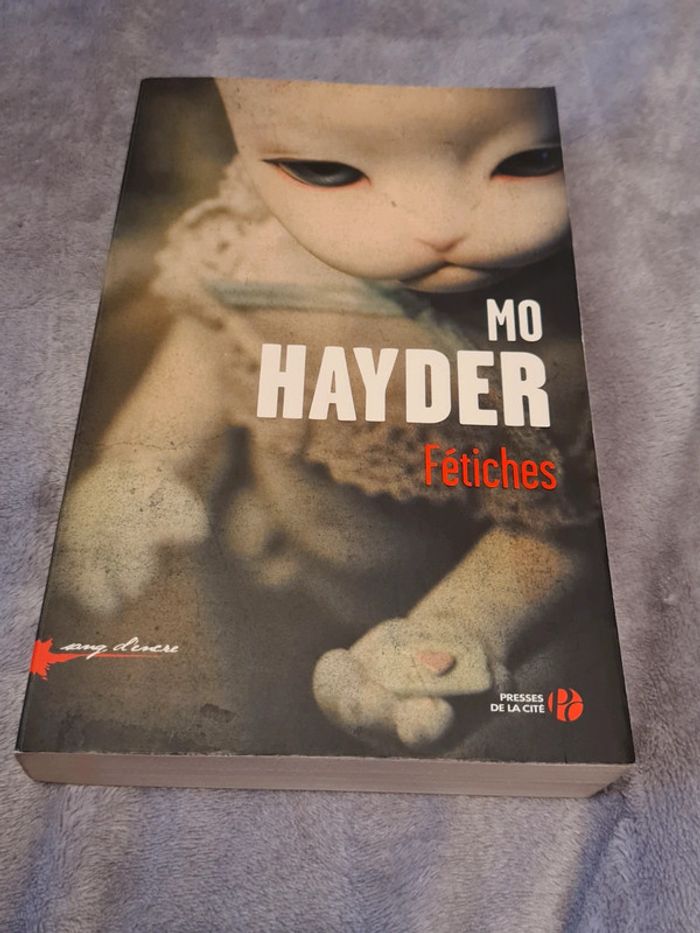 MO
HAYDER
Fétiches
sang d'encre
PRESSES
DE LA CITÉ